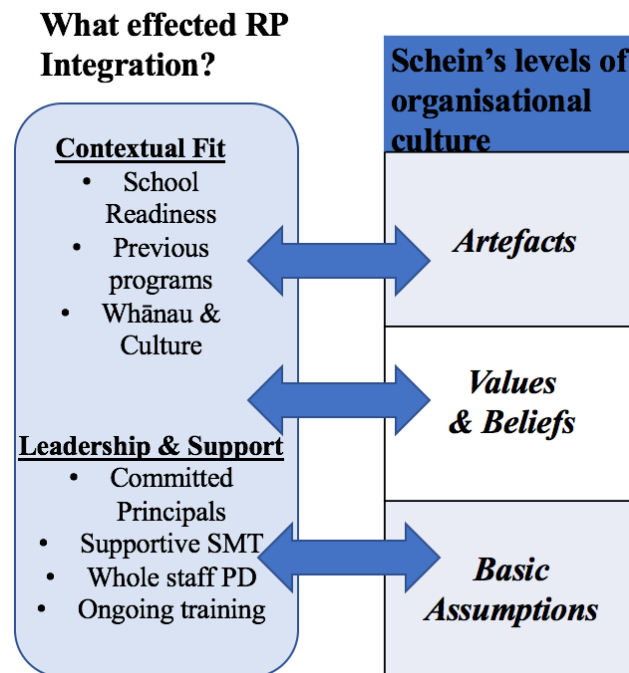 What effected RP
Integration?
Contextual Fit
• School
Readiness
• Previous
programs
• Whānau &
Culture
Leadership & Support
• Committed
Principals
• Supportive SMT
• Whole staff PD
• Ongoing training
Schein’s levels of
organisational
culture
Artefacts
Values
& Beliefs
Basic
Assumptions